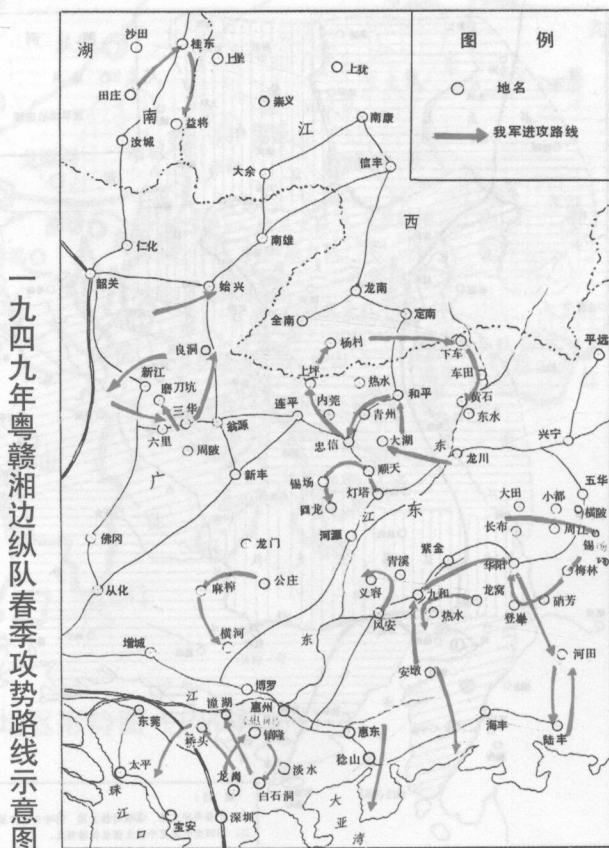 一九四九年粤赣湘边纵队春季攻势路线示意图
图 例
地名
我军进攻路线
湖
沙田
桂东
上堡
上犹
田庄
南
益将
崇义
江
南康
汝城
大余
信丰
西
仁化
南雄
韶关
始兴
龙南
全南
定南
杨村
下车
平远
良洞
新江
磨刀坑
上坪
热水
车田
黄石
内莞
和平
三华
连平
青州
东水
翁源
六里
忠信
大湖
东
兴宁
周陂
龙川
广
新丰
锡场
顺天
五华
灯塔
大田
小都
横陂
江
东
佛冈
龙门
河源
长布
周江
锡
紫金
青溪
华阳
梅林
从化
公庄
麻榨
义容
九和
龙窝
硝芳
热水
登畲
古安
横河
东
增城
河田
安墩
博罗
江
潼湖
惠州
东莞
惠东
海丰
陆丰
镇隆
桥头
稔山
太平
淡水
珠
龙岗
白石洞
大
亚
湾
江
口
宝安
深圳